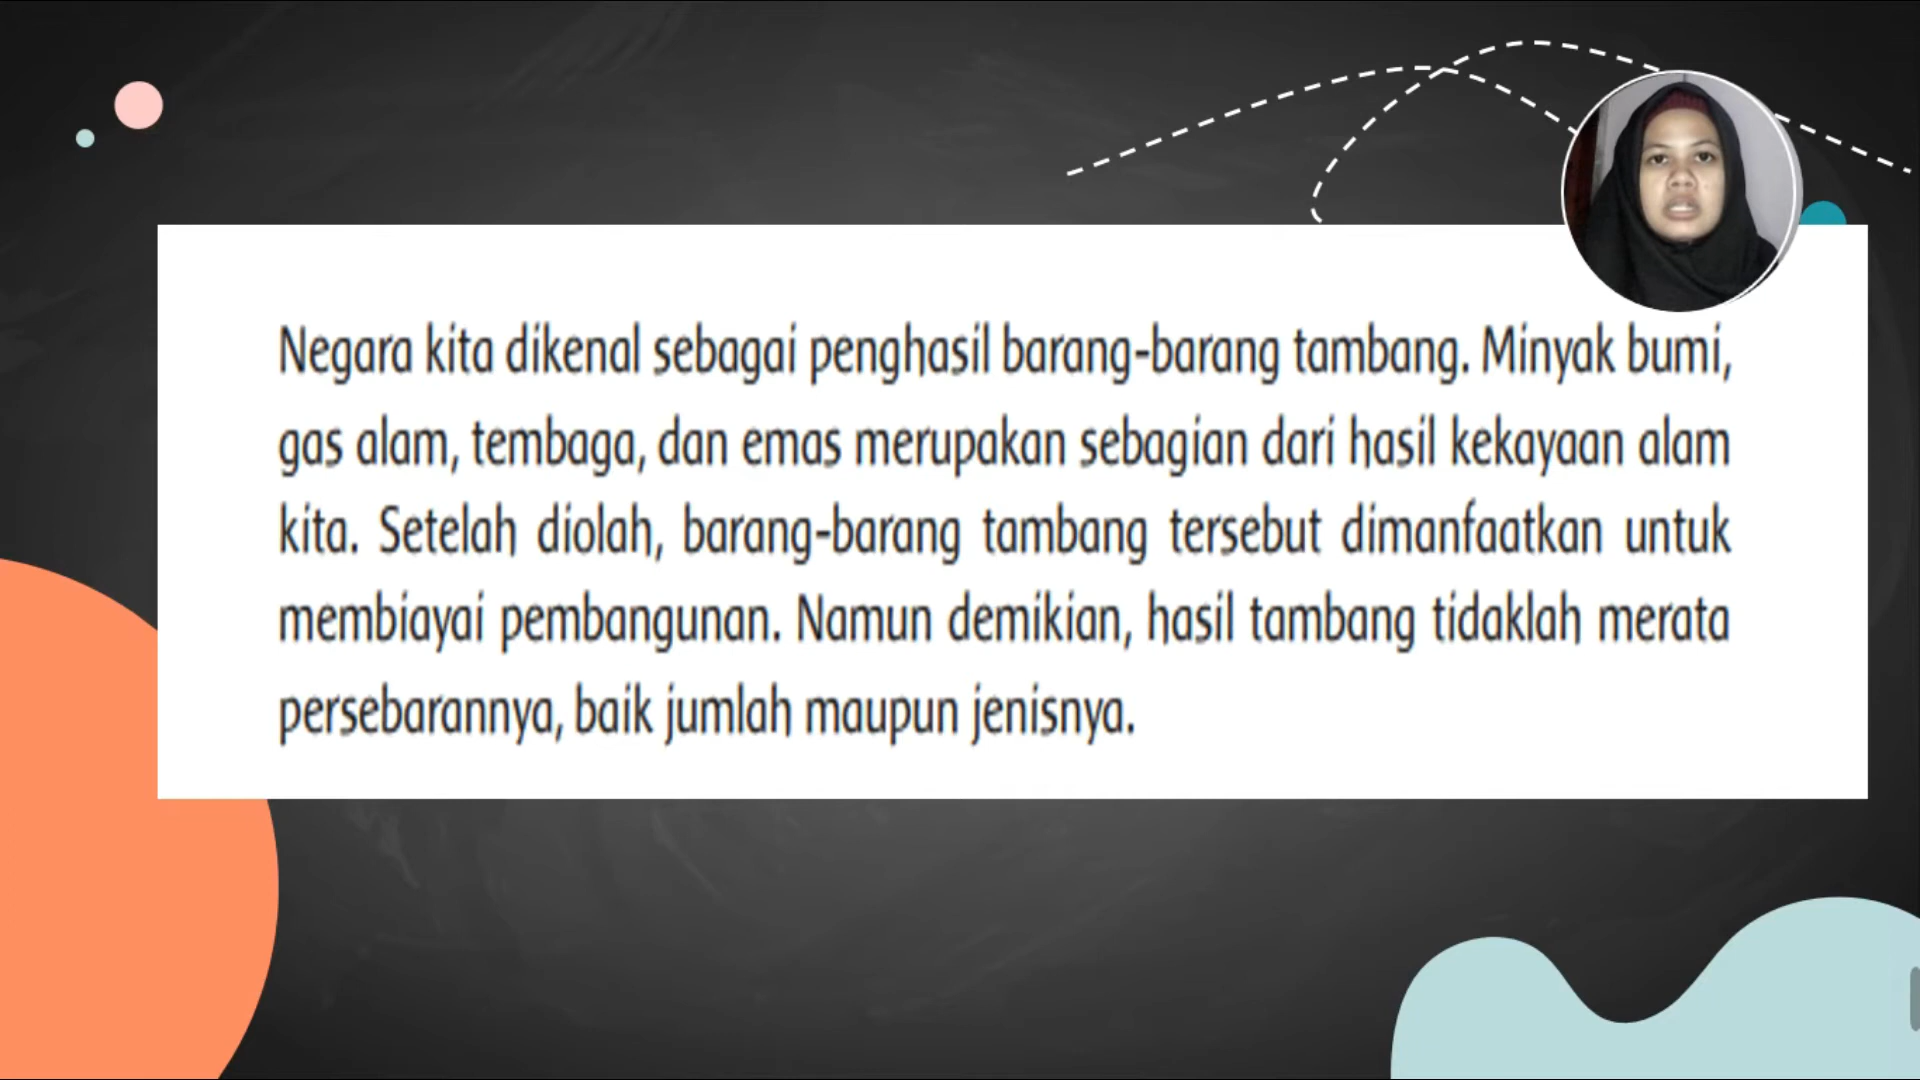 Negara kita dikenal sebagai penghasil barang-barang tambang. Minyak bumi,
gas alam, tembaga, dan emas merupakan sebagian dari hasil kekayaan alam
kita. Setelah diolah, barang-barang tambang tersebut dimanfaatkan untuk
membiayai pembangunan. Namun demikian, hasil tambang tidaklah merata
persebarannya, baik jumlah maupun jenisnya.